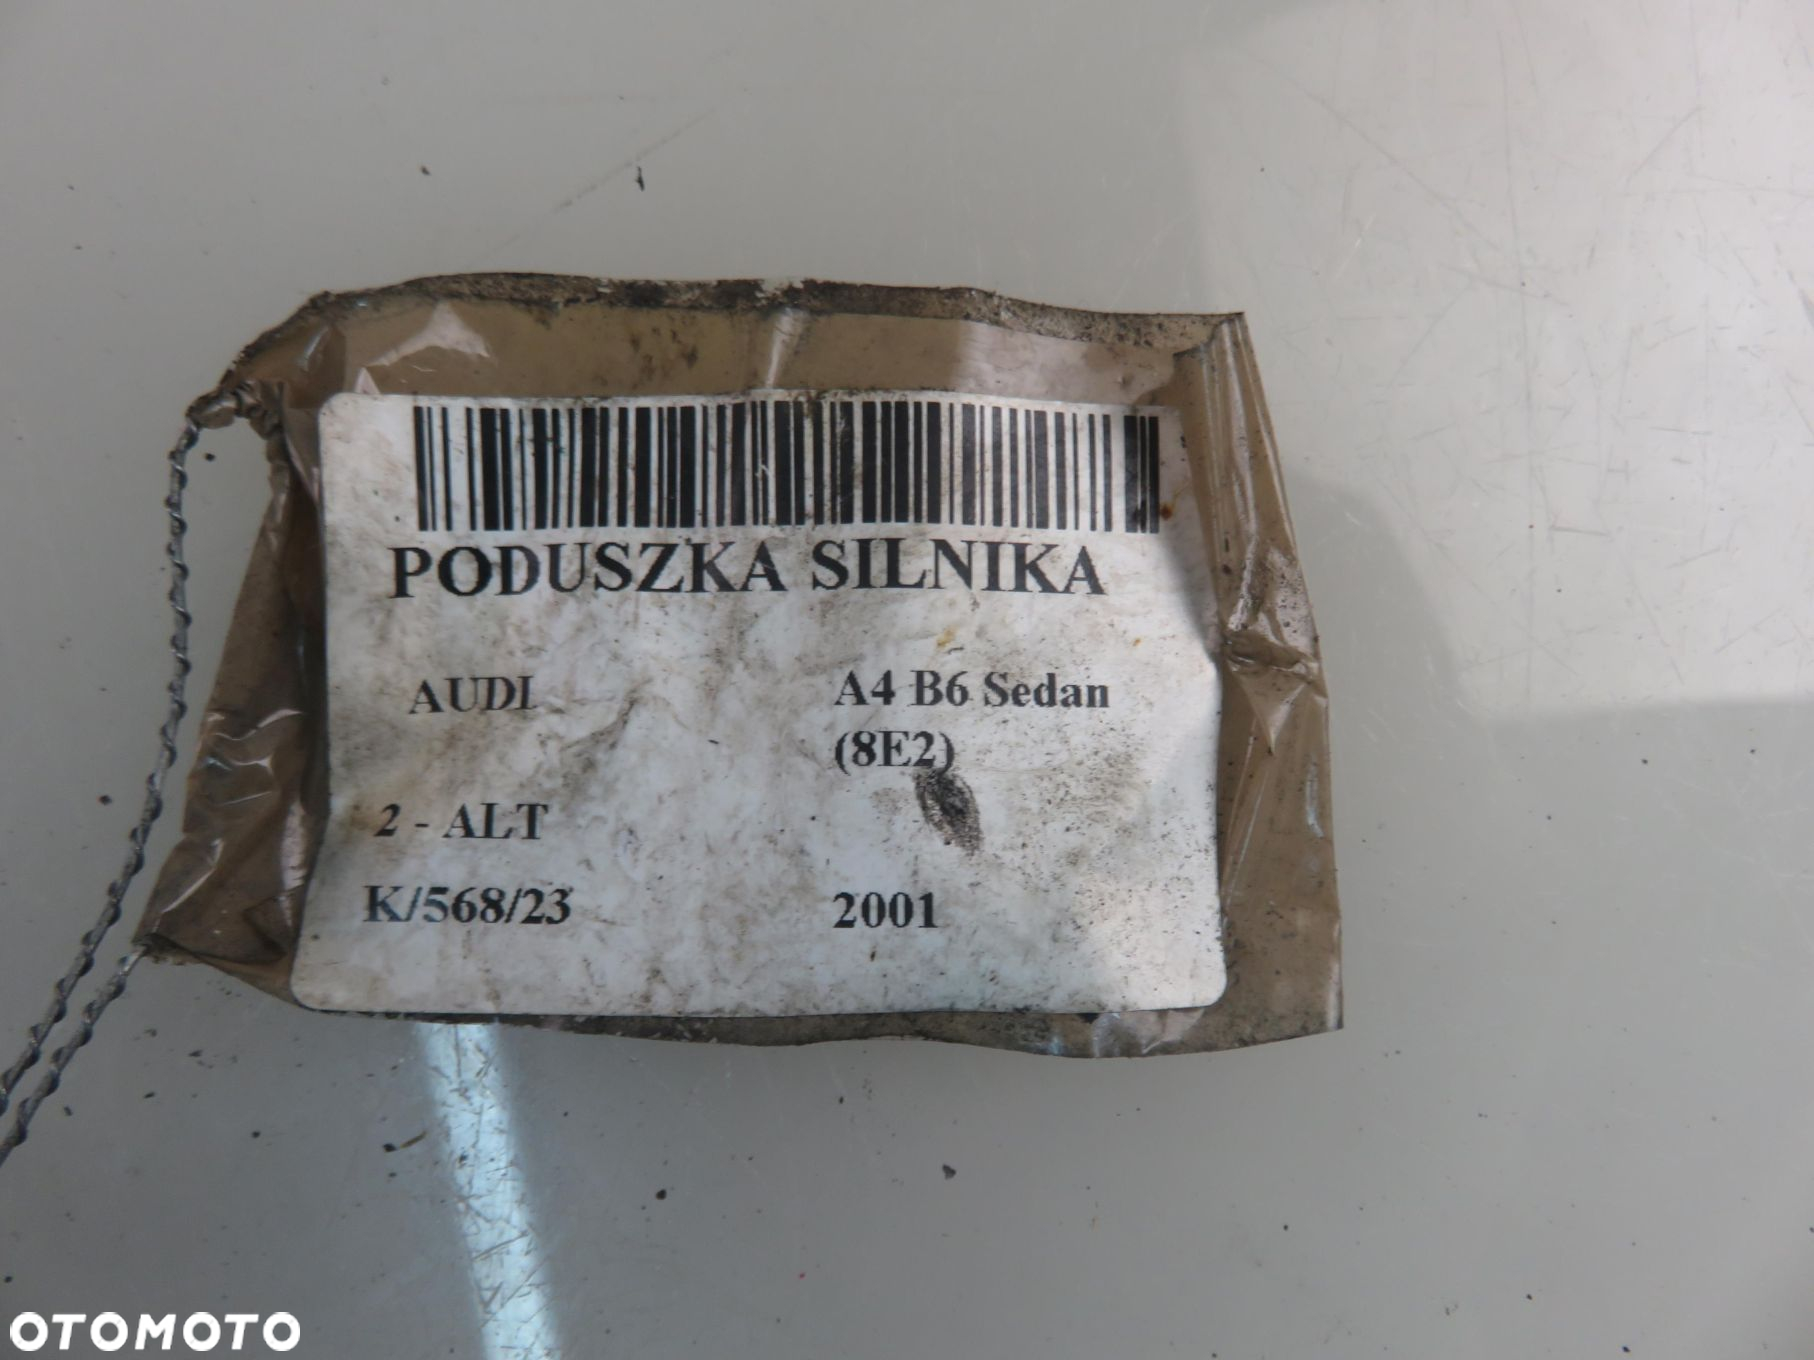 PODUSZKA SILNIKA
AUDI A4 B6 Sedan
(8E2)
2 - ALT
K/568/23 2001
OTOMOTO